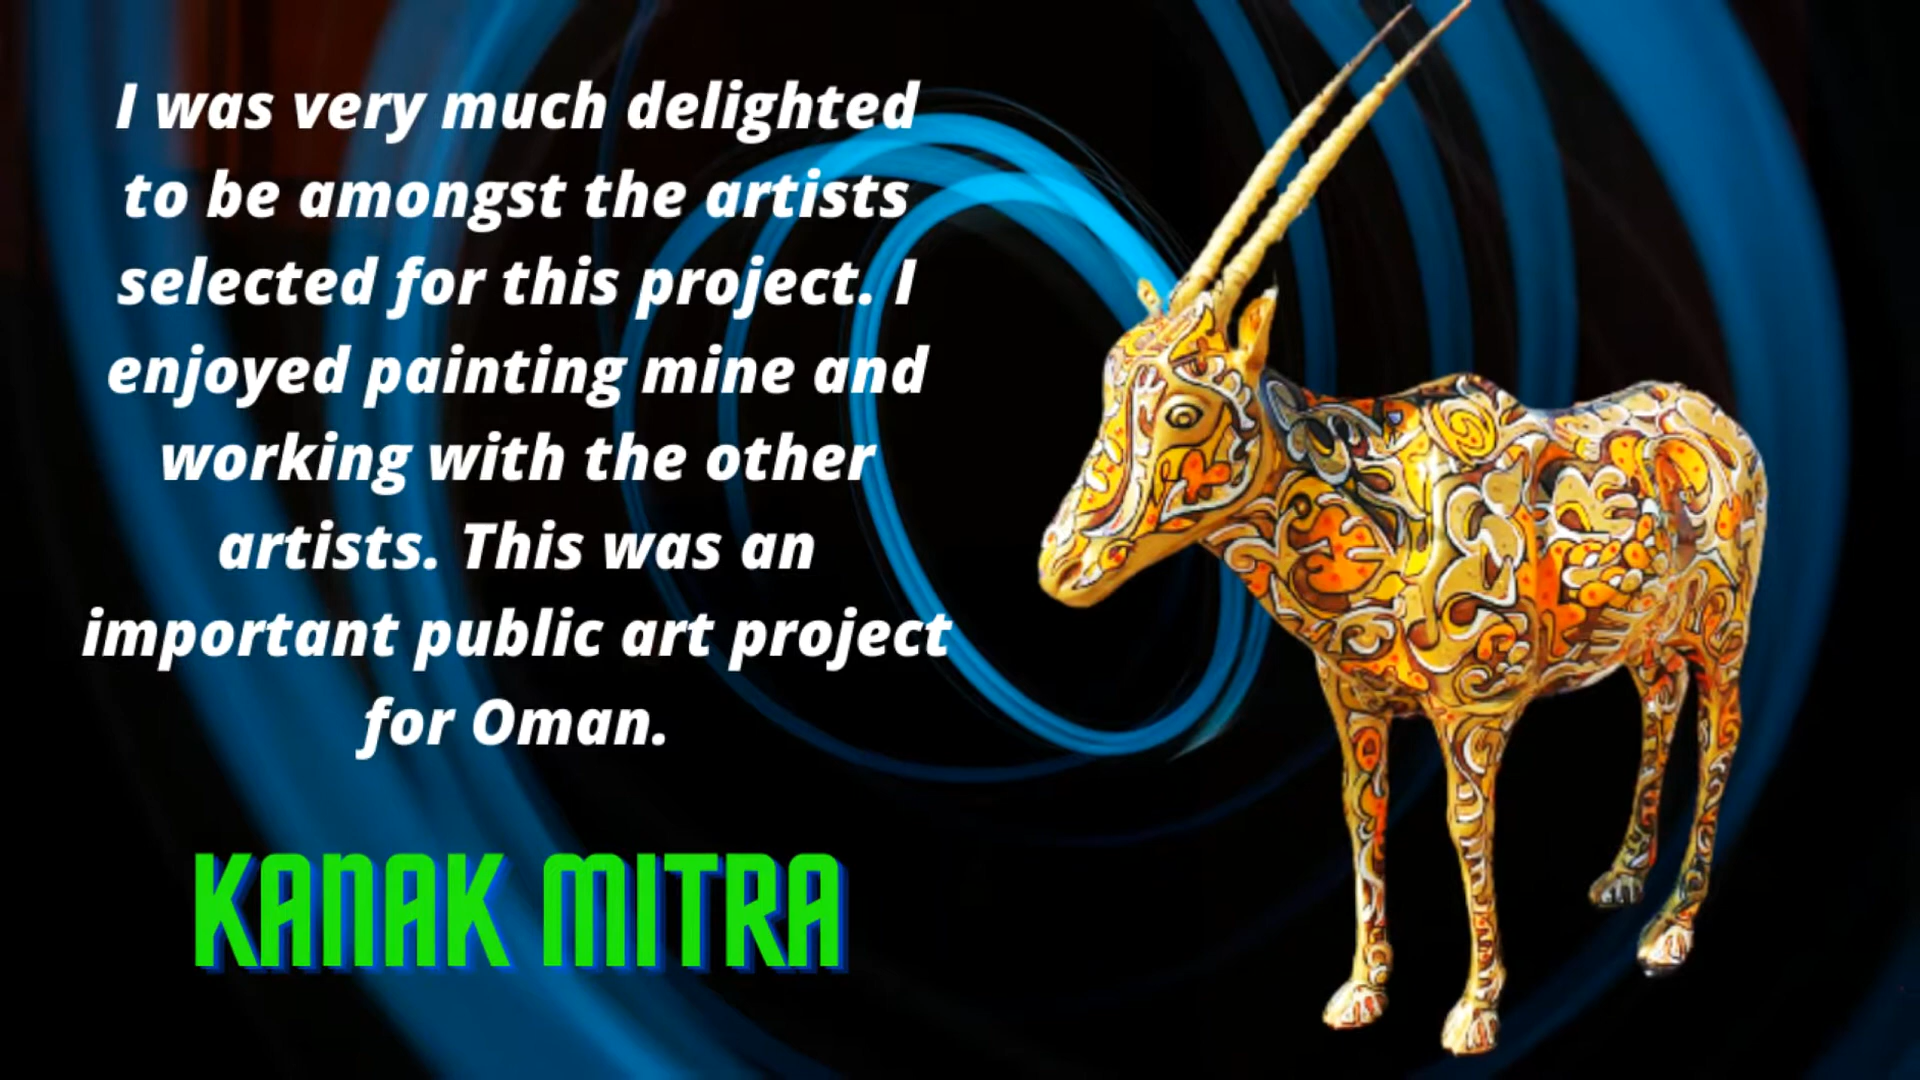 I was very much delighted
to be amongst the artists
selected for this project. I
enjoyed painting mine and
working with the other
artists. This was an
important public art project
for Oman.
KANAK MITRA